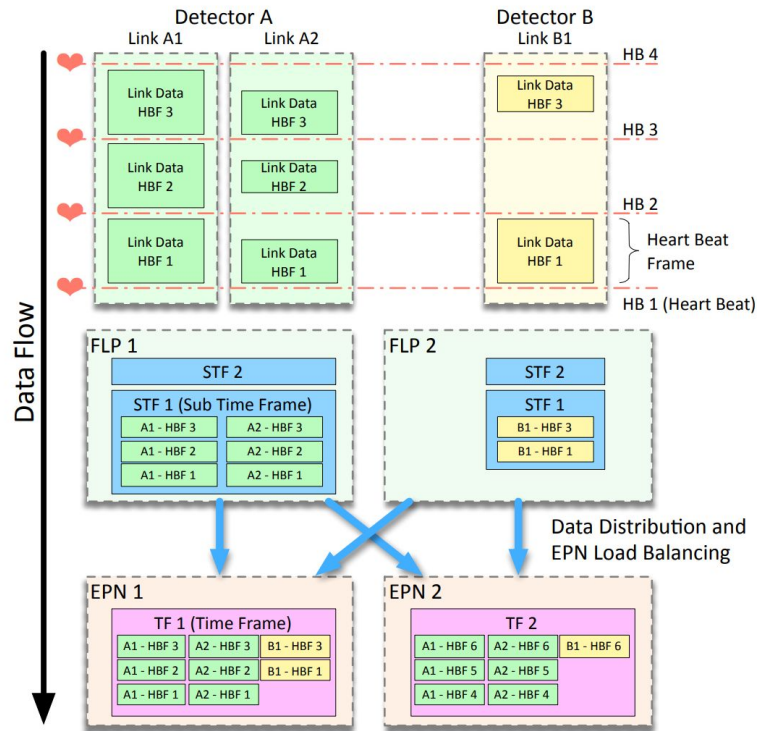 Detector A
Detector B
Link A1
Link A2
Link B1
HB 4
Link Data
HBF 3
Link Data
HBF 3
Link Data
HBF 3
HB 3
Link Data
HBF 2
Link Data
HBF 2
HB 2
Link Data
HBF 1
Link Data
HBF 1
Link Data
HBF 1
Heart Beat
Frame
HB 1 (Heart Beat)
Data Flow
FLP 1
STF 2
STF 1 (Sub Time Frame)
A1 - HBF 3
A2 - HBF 3
A1 - HBF 2
A2 - HBF 2
A1 - HBF 1
A2 - HBF 1
FLP 2
STF 2
STF 1
B1 - HBF 3
B1 - HBF 1
Data Distribution and
EPN Load Balancing
EPN 1
TF 1 (Time Frame)
A1 - HBF 3
A2 - HBF 3
B1 - HBF 3
A1 - HBF 2
A2 - HBF 2
B1 - HBF 1
A1 - HBF 1
A2 - HBF 1
EPN 2
TF 2
A1 - HBF 6
A2 - HBF 6
B1 - HBF 6
A1 - HBF 5
A2 - HBF 5
A1 - HBF 4
A2 - HBF 4